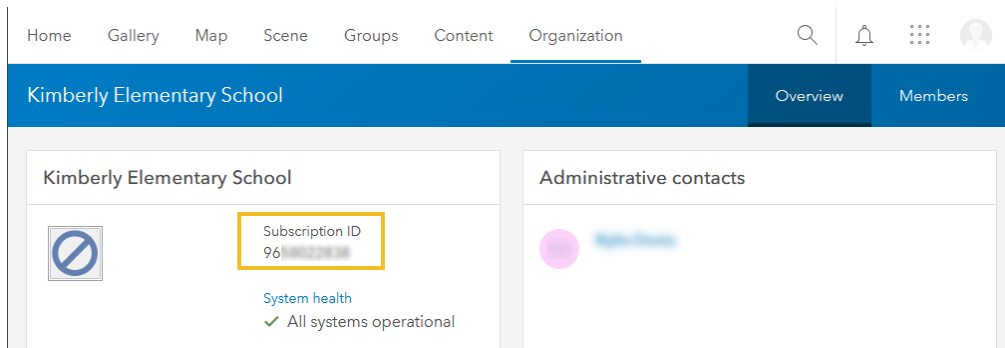 Home Gallery Map Scene Groups Content Organization
Kimberly Elementary School Overview Members
Kimberly Elementary School
Subscription ID
96
System health
All systems operational
Administrative contacts